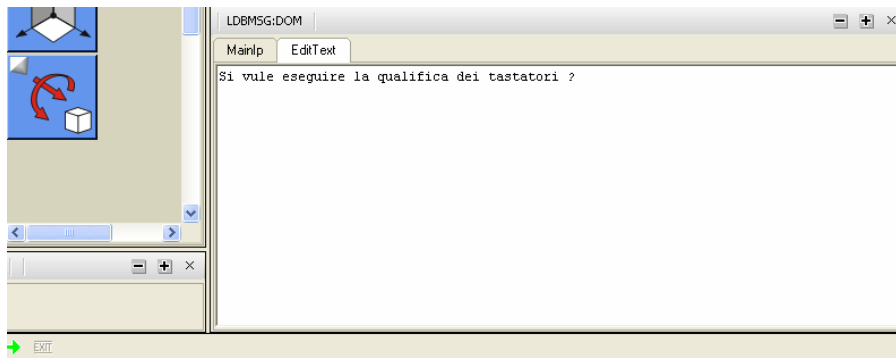 LDBMSG:DOM
MainIp EditText
Si vule eseguire la qualifica dei tastatori ?
EXIT